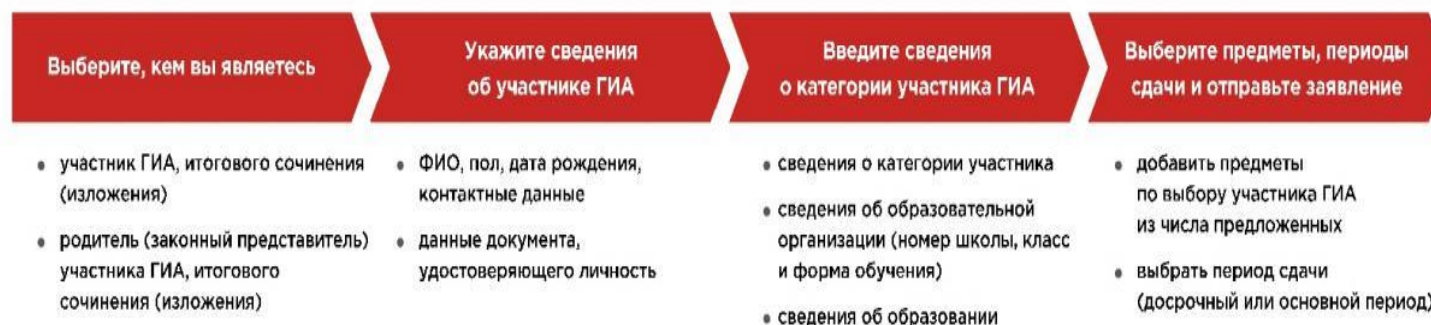 Выберите, кем вы являетесь
Укажите сведения
об участнике ГИА
Введите сведения
о категории участника ГИА
Выберите предметы, периоды
сдачи и отправьте заявление
• участник ГИА, итогового сочинения
(изложения)
• родитель (законный представитель)
участника ГИА, итогового
сочинения (изложения)
• ФИО, пол, дата рождения,
контактные данные
• данные документа,
удостоверяющего личность
• сведения о категории участника
• сведения об образовательной
организации (номер школы, класс
и форма обучения)
• сведения об образовании
• добавить предметы
по выбору участника ГИА
из числа предложенных
• выбрать период сдачи
(досрочный или основной период)